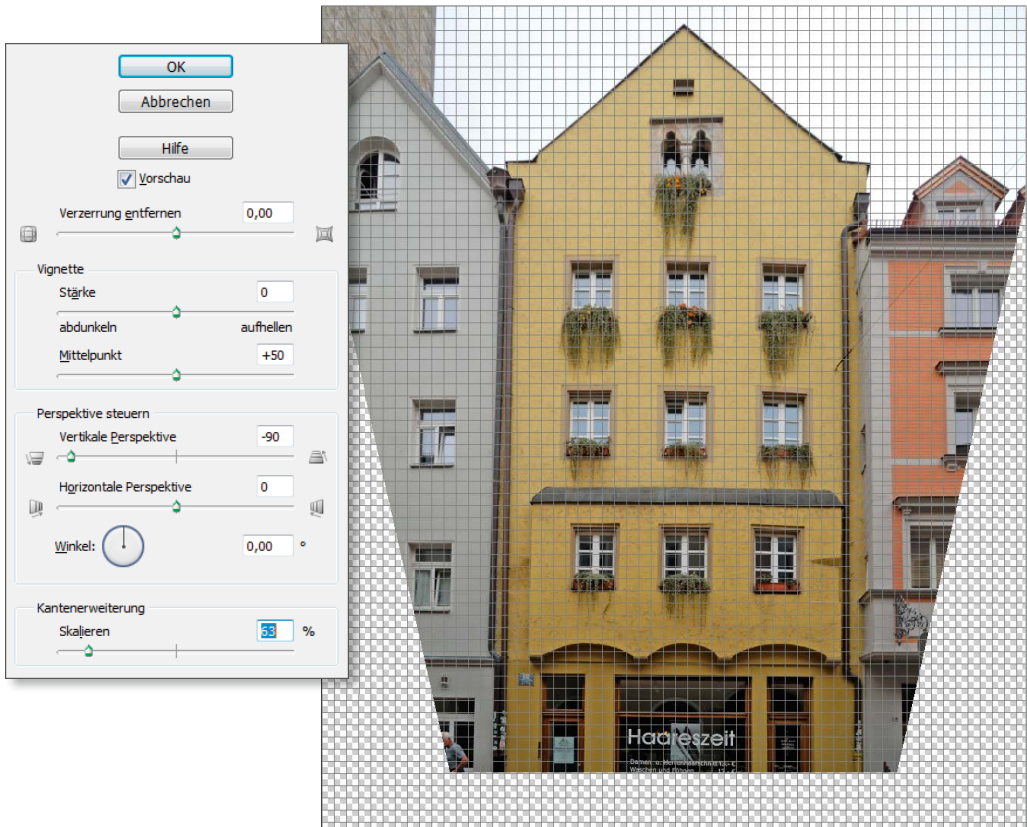 OK
Abbrechen
Hilfe
Vorschau
Verzerrung entfernen 0,00
Vignette
Stärke 0
abdunkeln aufhellen
Mittelpunkt +50
Perspektive steuern
Vertikale Perspektive -90
Horizontale Perspektive 0
Winkel: 0,00 °
Kantenerweiterung
Skalieren 63 %
Haareszeit